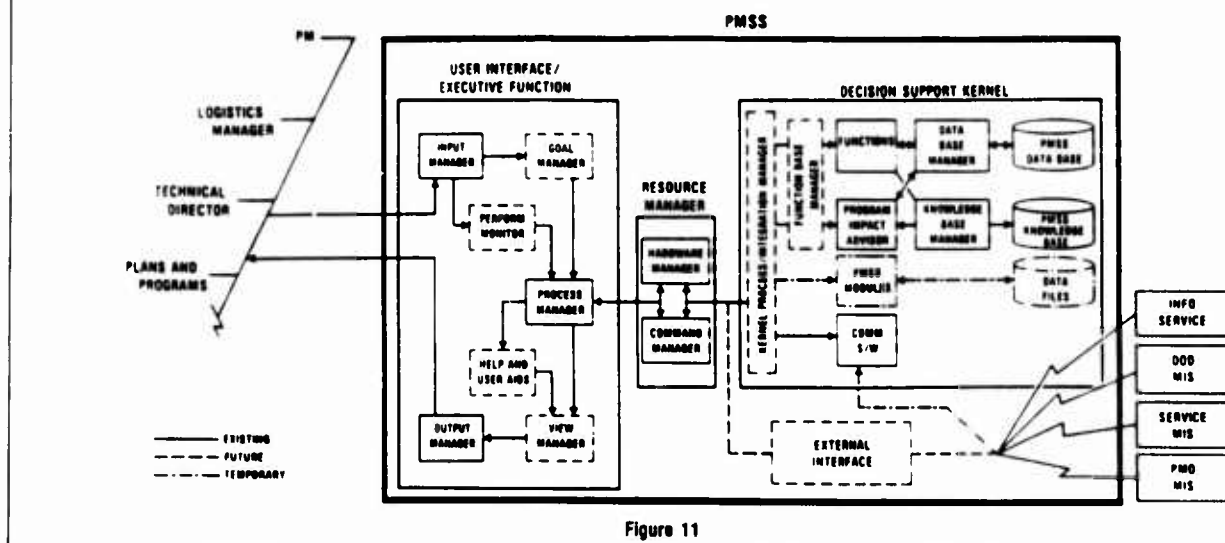 PMSS
PM
LOGISTICS
MANAGER
TECHNICAL
DIRECTOR
PLANS AND
PROGRAMS
USER INTERFACE/
EXECUTIVE FUNCTION
INPUT
MANAGER
GOAL
MANAGER
PERFORM
MONITOR
PROCESS
MANAGER
HELP AND
USER AIDS
OUTPUT
MANAGER
VIEW
MANAGER
RESOURCE
MANAGER
HARDWARE
MANAGER
COMMAND
MANAGER
DECISION SUPPORT KERNEL
KERNEL PROCSES/INTEGRATION MANAGER
FUNCTION BASE
MANAGER
FUNCTIONS
DATA
BASE
MANAGER
PMSS
DATA BASE
PROGRAM
IMPACT
ADVISOR
KNOWLEDGE
BASE
MANAGER
PMSS
KNOWLEDGE
BASE
PMSS
MODULES
DATA
FILES
COMM
S/W
EXTERNAL
INTERFACE
INFO
SERVICE
DOD
MIS
SERVICE
MIS
PMO
MIS
EXISTING
FUTURE
TEMPORARY
Figure 11